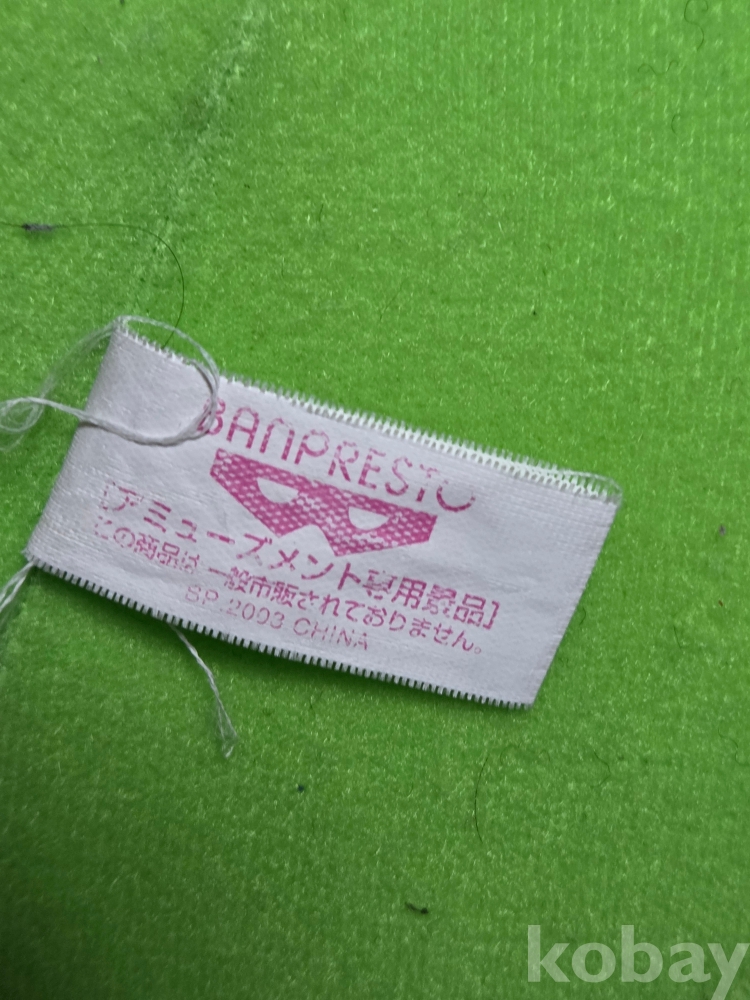 BANPRESTO
[アミューズメント専用景品]
この商品は一般市販されておりません。
SP.2003 CHINA
kobay